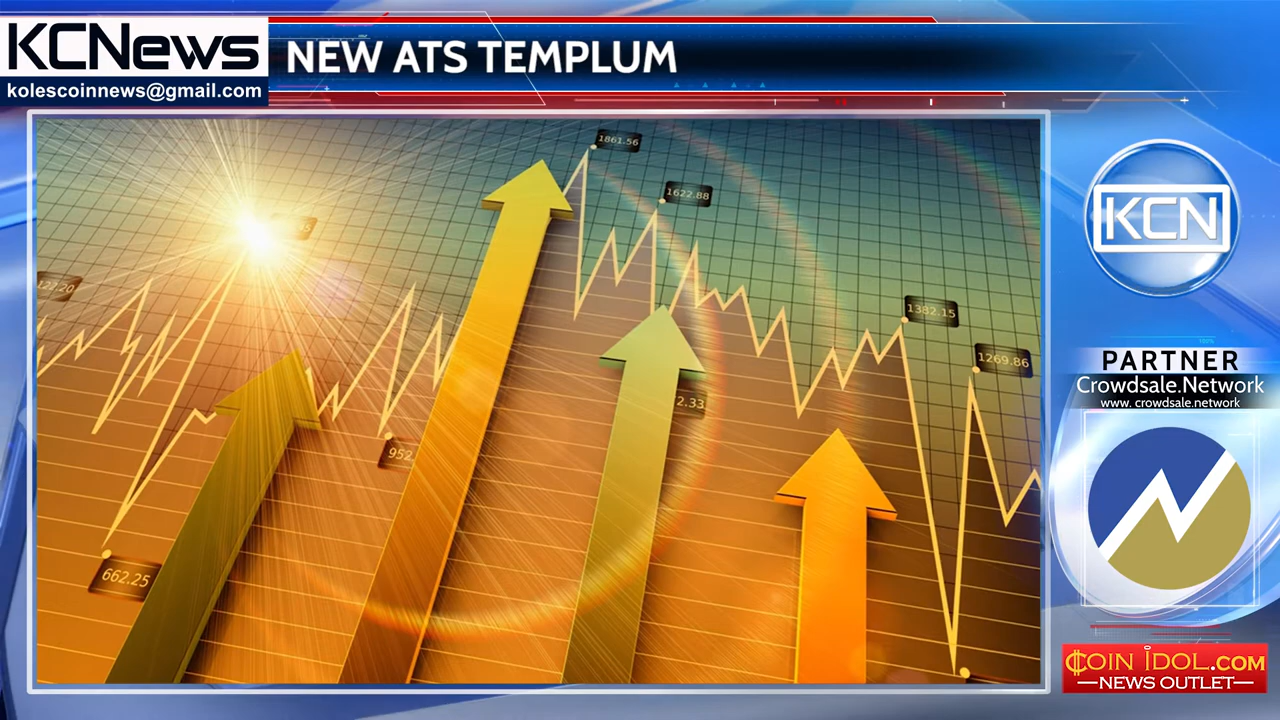 KCNews
kolescoinnews@gmail.com
NEW ATS TEMPLUM
1861.56
1622.88
1382.15
1269.86
2.33
952
662.25
KCN
100%
PARTNER
Crowdsale.Network
www. crowdsale.network
COIN IDOL.COM
NEWS OUTLET